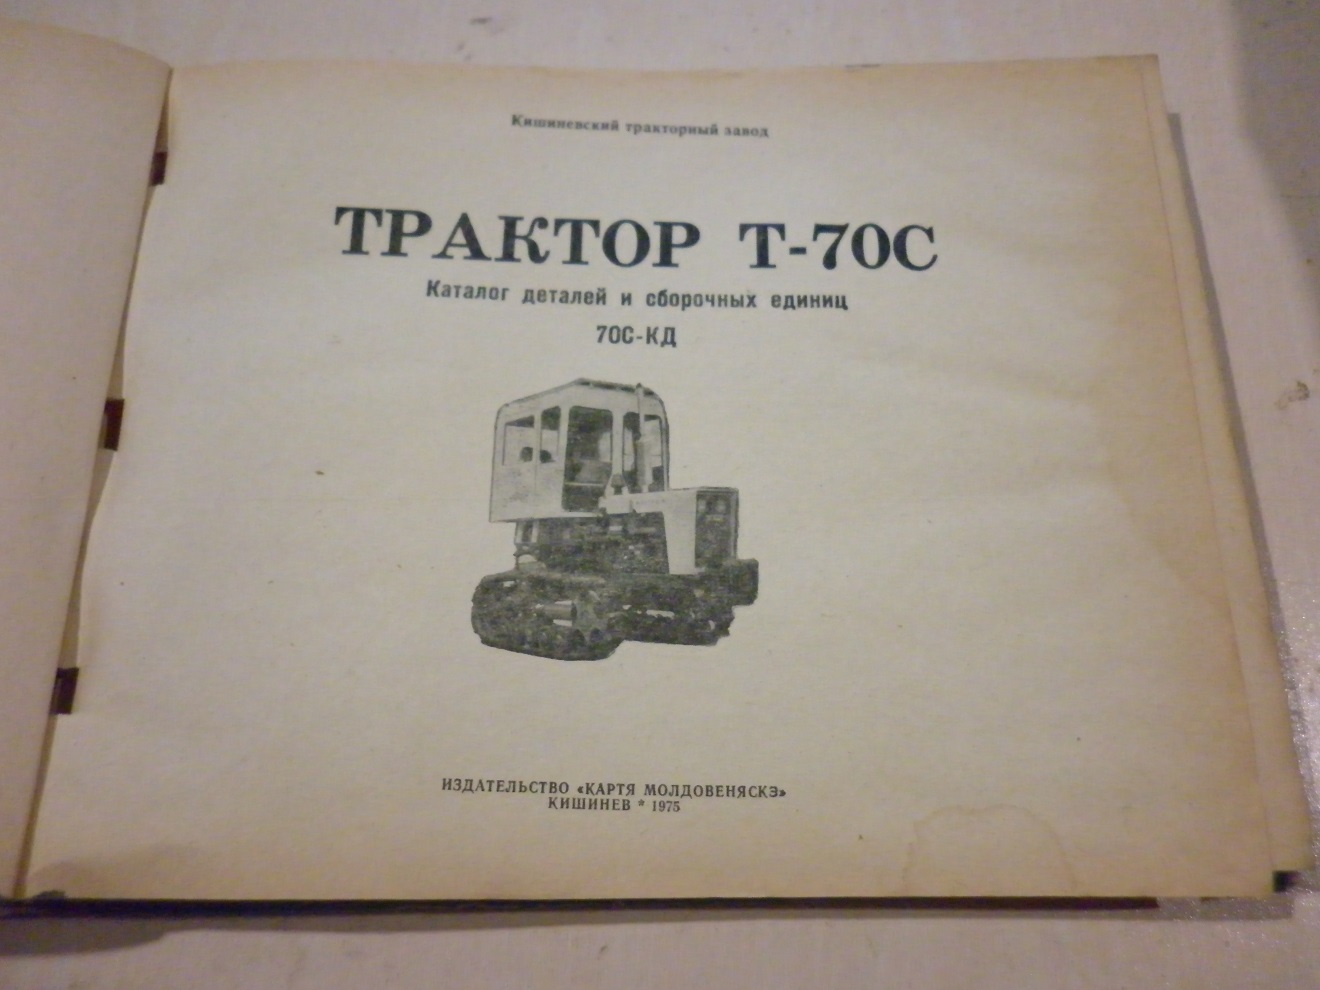 Кишиневский тракторный завод
ТРАКТОР Т-70С
Каталог деталей и сборочных единиц
70С-КД
ИЗДАТЕЛЬСТВО «КАРТЯ МОЛДОВЕНЯСКЭ»
КИШИНЕВ * 1975